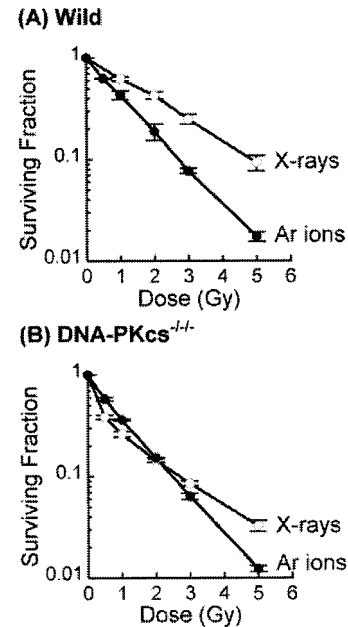 (A) Wild
Surviving Fraction
1
0.1
0.01
X-rays
Ar ions
0 1 2 3 4 5 6
Dose (Gy)
(B) DNA-PKcs-/-/-
Surviving Fraction
1
0.1
0.01
X-rays
Ar ions
0 1 2 3 4 5 6
Dose (Gy)